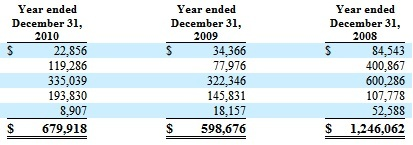 Year ended Year ended Year ended
December 31, December 31, December 31,
2010 2009 2008
$ 22,856 $ 34,366 $ 84,543
119,286 77,976 400,867
335,039 322,346 600,286
193,830 145,831 107,778
8,907 18,157 52,588
$ 679,918 $ 598,676 $ 1,246,062